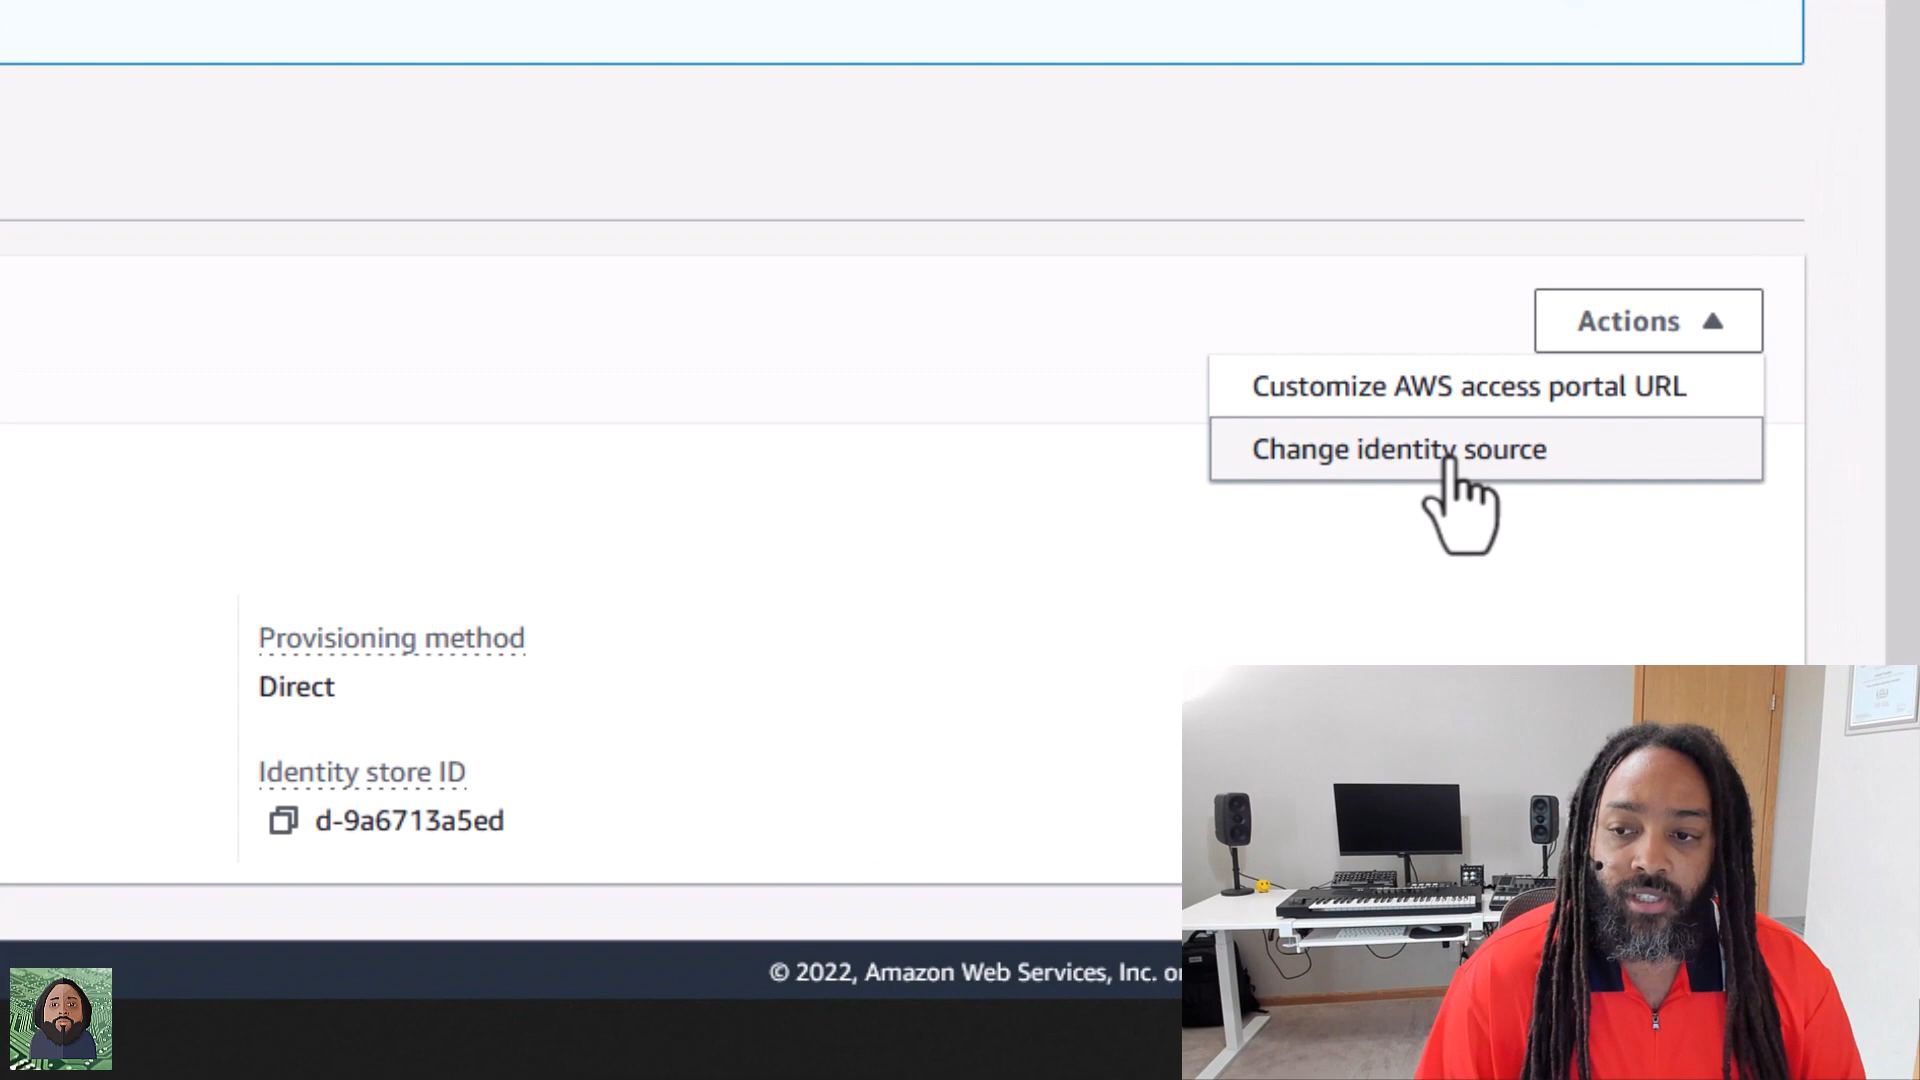 Actions
Customize AWS access portal URL
Change identity source
Provisioning method
Direct
Identity store ID
d-9a6713a5ed
© 2022, Amazon Web Services, Inc. or